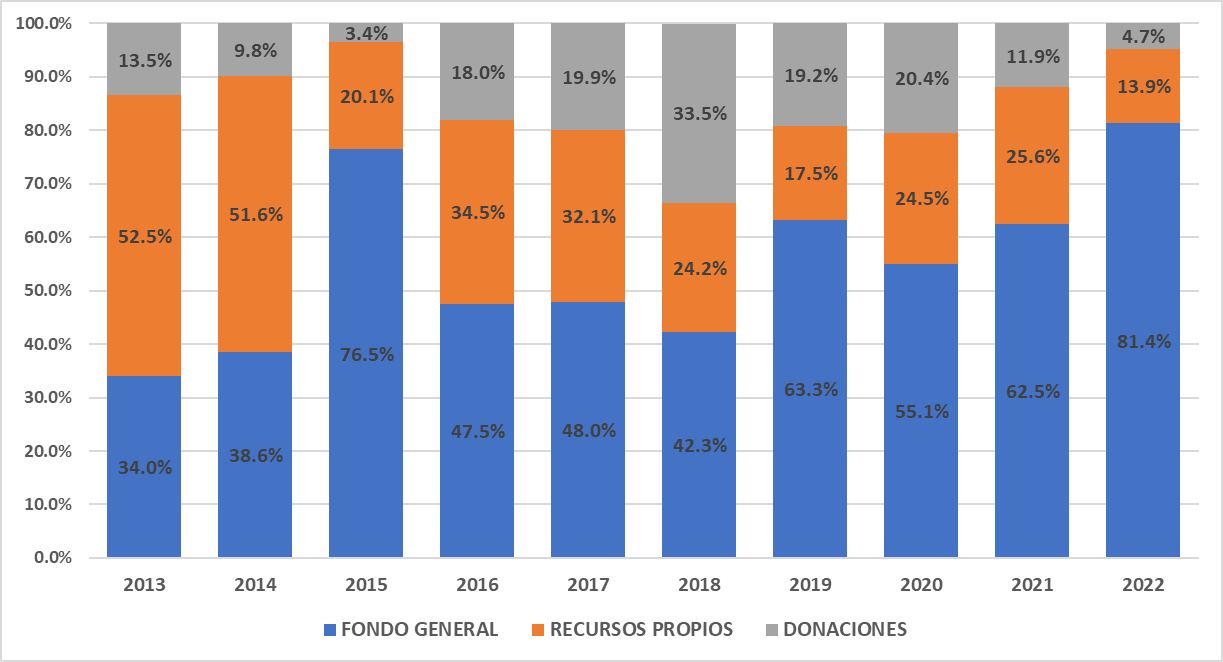 100.0%
90.0%
80.0%
70.0%
60.0%
50.0%
40.0%
30.0%
20.0%
10.0%
0.0%
13.5% 9.8% 3.4% 18.0% 19.9% 33.5% 19.2% 20.4% 11.9% 4.7%
52.5% 51.6% 20.1% 34.5% 32.1% 24.2% 17.5% 24.5% 25.6% 13.9%
34.0% 38.6% 76.5% 47.5% 48.0% 42.3% 63.3% 55.1% 62.5% 81.4%
2013 2014 2015 2016 2017 2018 2019 2020 2021 2022
FONDO GENERAL RECURSOS PROPIOS DONACIONES